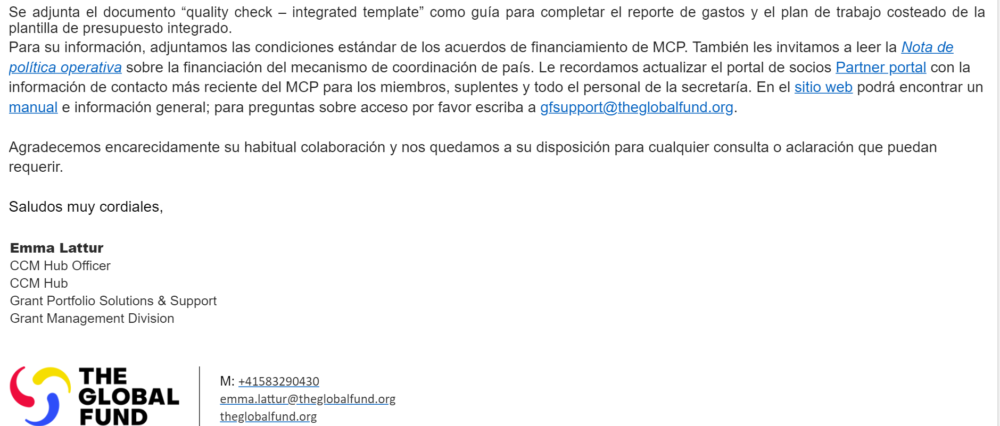 Se adjunta el documento “quality check – integrated template” como guía para completar el reporte de gastos y el plan de trabajo costeado de la
plantilla de presupuesto integrado.
Para su información, adjuntamos las condiciones estándar de los acuerdos de financiamiento de MCP. También les invitamos a leer la Nota de
política operativa sobre la financiación del mecanismo de coordinación de país. Le recordamos actualizar el portal de socios Partner portal con la
información de contacto más reciente del MCP para los miembros, suplentes y todo el personal de la secretaría. En el sitio web podrá encontrar un
manual e información general; para preguntas sobre acceso por favor escriba a gfsupport@theglobalfund.org.
Agradecemos encarecidamente su habitual colaboración y nos quedamos a su disposición para cualquier consulta o aclaración que puedan
requerir.
Saludos muy cordiales,
Emma Lattur
CCM Hub Officer
CCM Hub
Grant Portfolio Solutions & Support
Grant Management Division
THE
GLOBAL
FUND
M: +41583290430
emma.lattur@theglobalfund.org
theglobalfund.org